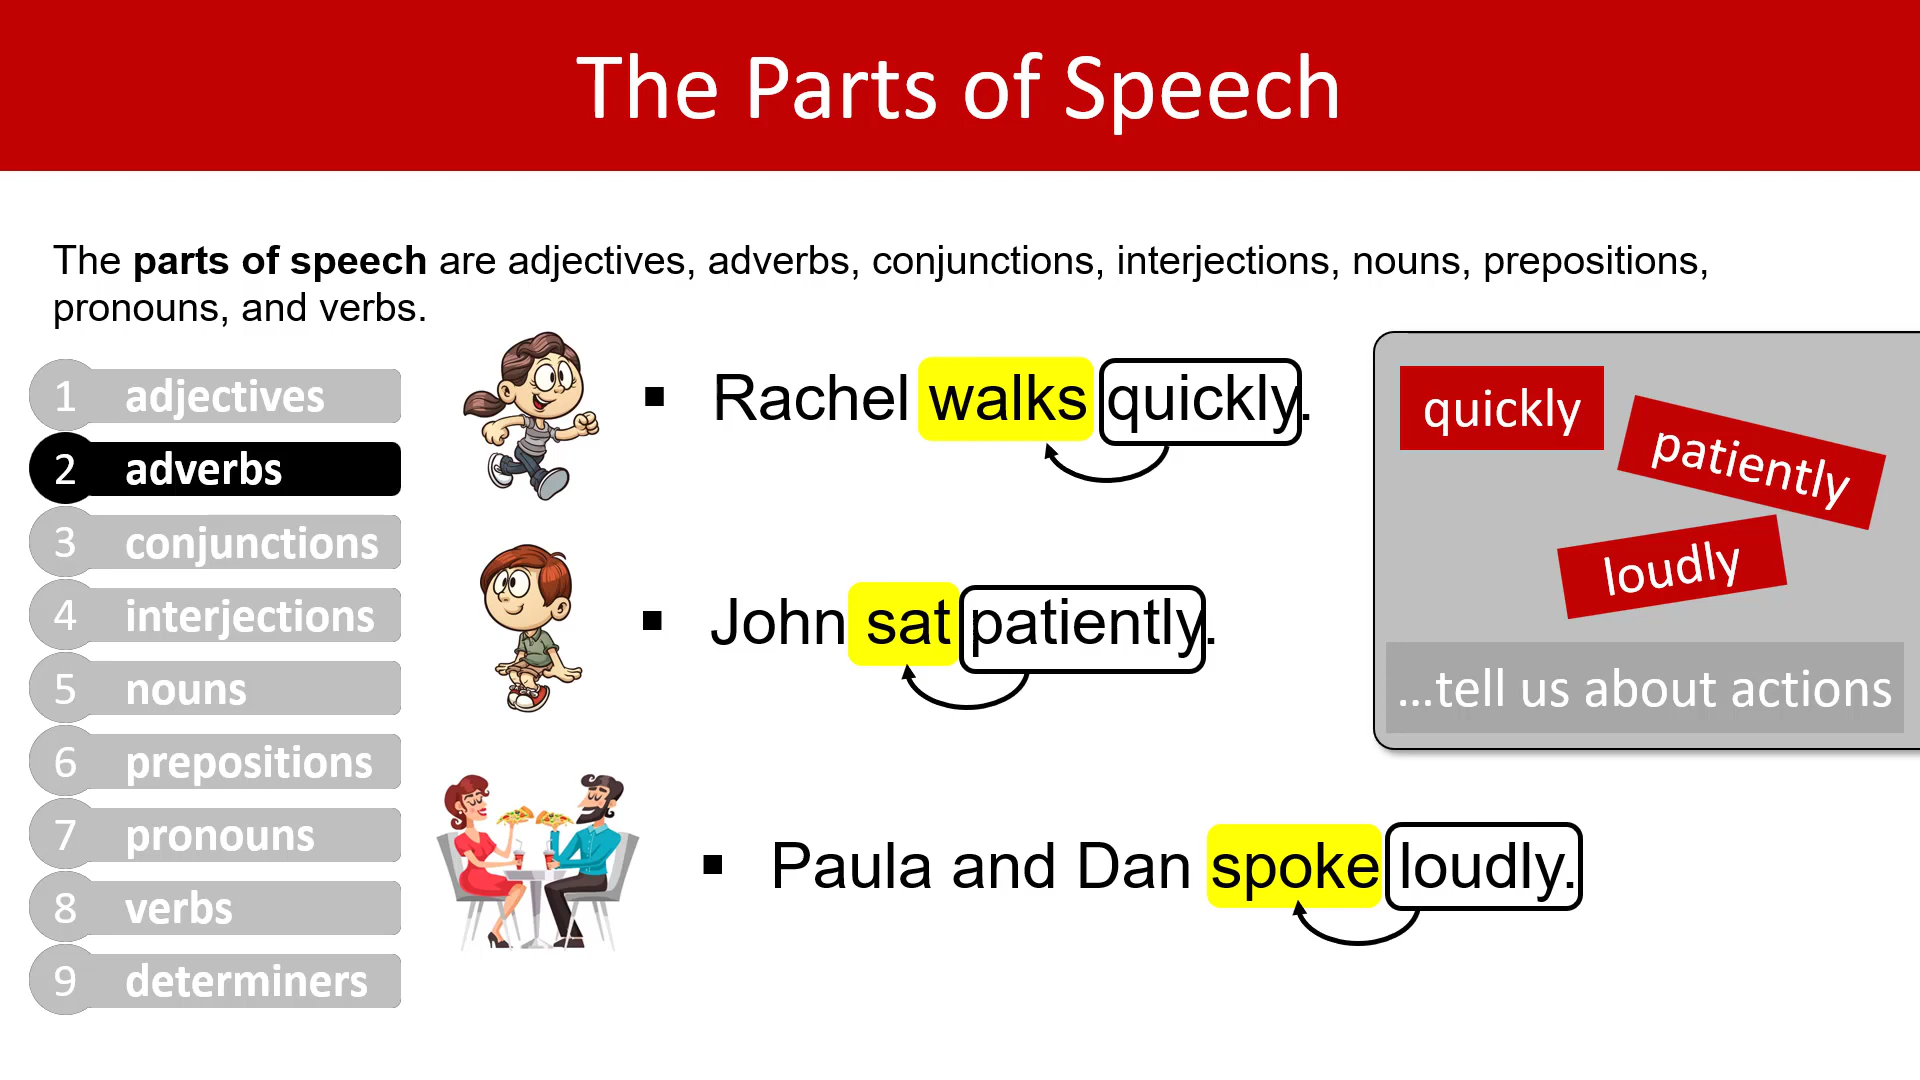 The Parts of Speech
The parts of speech are adjectives, adverbs, conjunctions, interjections, nouns, prepositions,
pronouns, and verbs.
1 adjectives
2 adverbs
3 conjunctions
4 interjections
5 nouns
6 prepositions
7 pronouns
8 verbs
9 determiners
▪ Rachel walks quickly.
▪ John sat patiently.
▪ Paula and Dan spoke loudly.
quickly
patiently
loudly
...tell us about actions